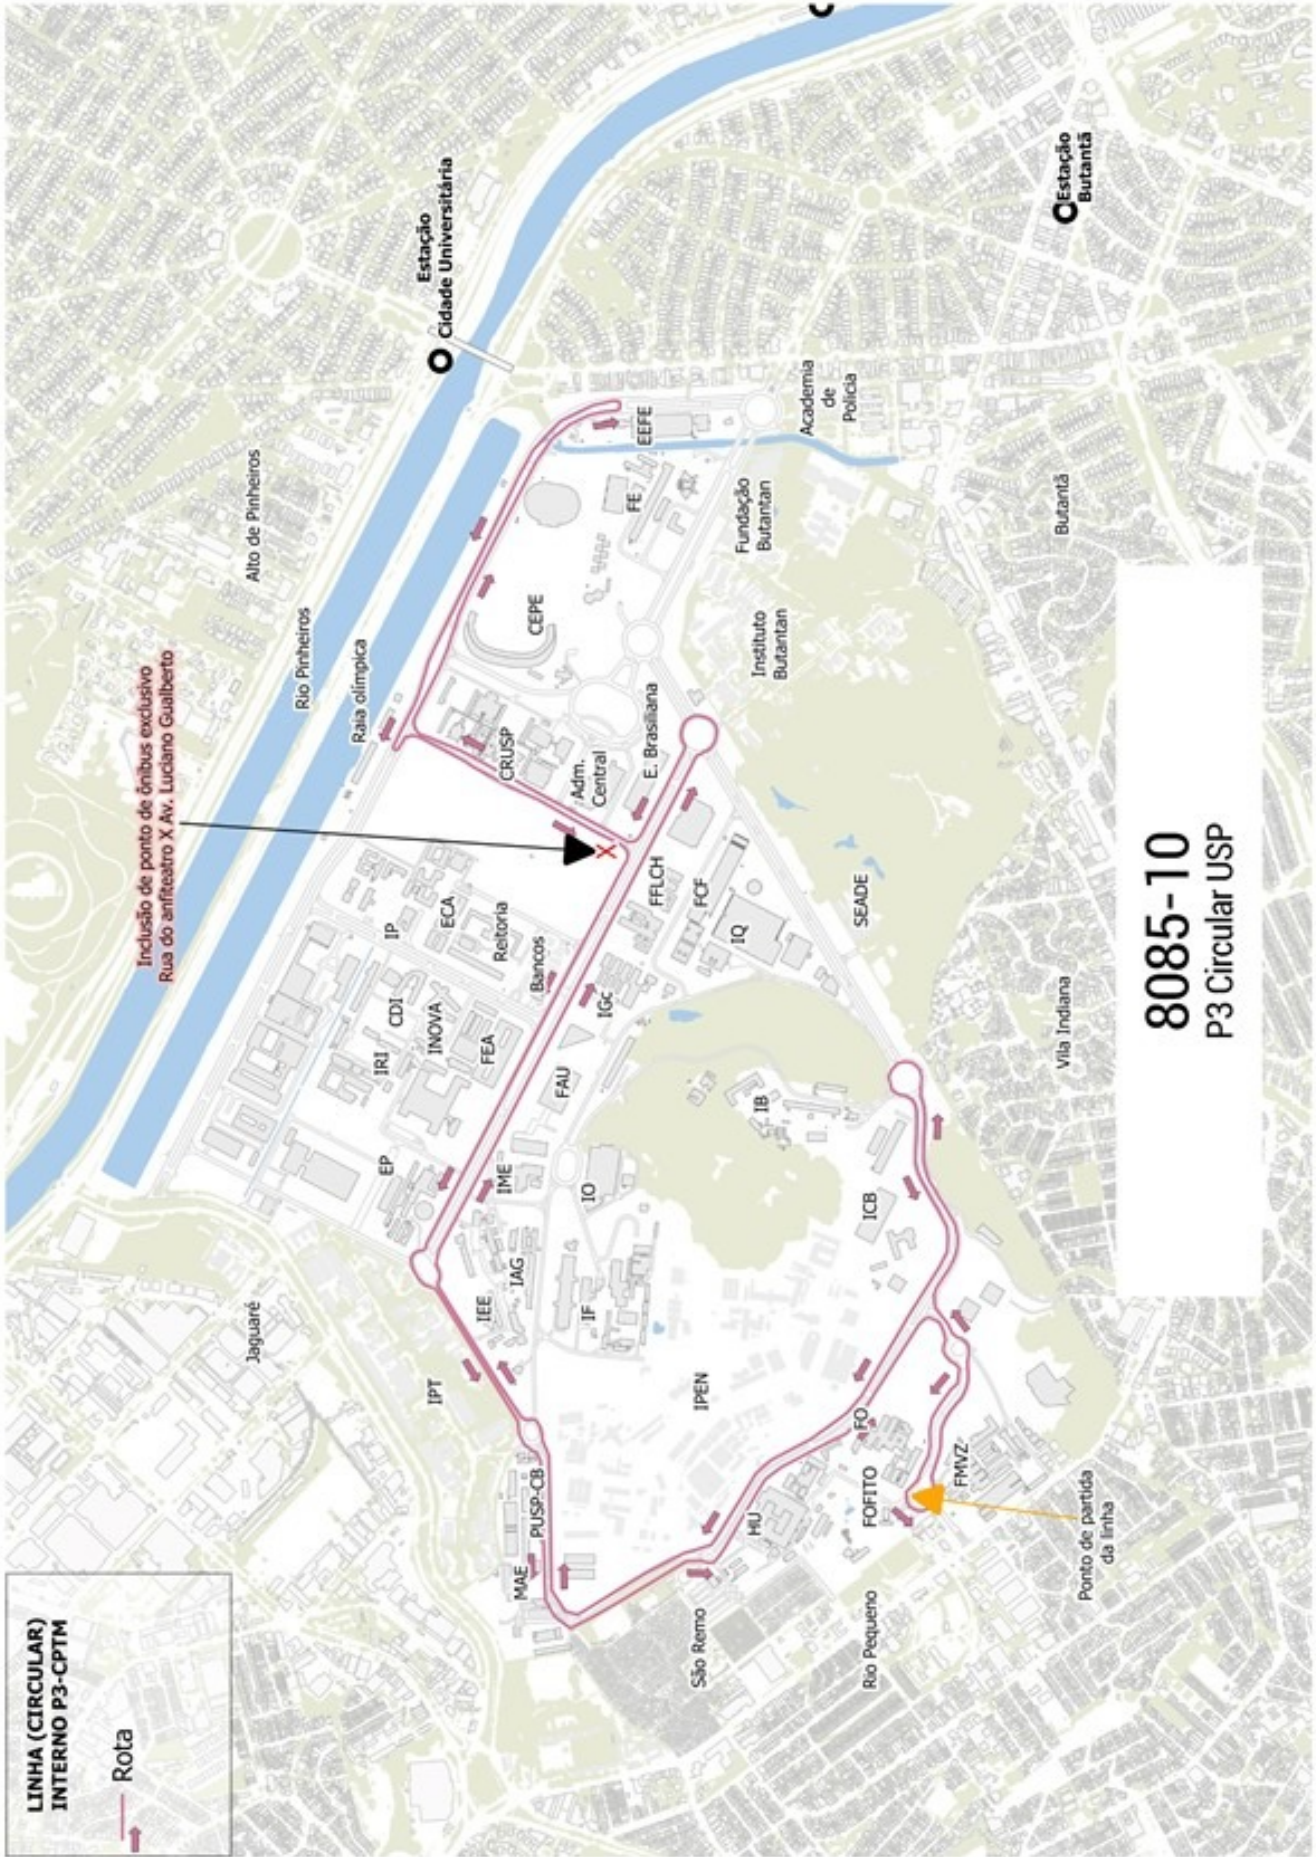 LINHA (CIRCULAR)
INTERNO P3-CPTM
Rota
Inclusão de ponto de ônibus exclusivo
Rua do anfiteatro X Av. Luciano Gualberto
Estação
Cidade Universitária
Alto de Pinheiros
Rio Pinheiros
Raia olímpica
Jaguaré
IPT
EP
IRI
CDI
IP
INOVA
ECA
FEA
Reitoria
Bancos
CRUSP
CEPE
Adm.
Central
E. Brasiliana
EEFE
FE
X
IEE
IAG
IME
FAU
IGc
FFLCH
FCF
IQ
IO
IF
MAE
PUSP-CB
IPEN
IB
ICB
SEADE
Instituto
Butantan
Fundação
Butantan
Academia
de
Polícia
Estação
Butantã
Butantã
Vila Indiana
HU
FO
FOFITO
FMVZ
São Remo
Rio Pequeno
Ponto de partida
da linha
8085-10
P3 Circular USP